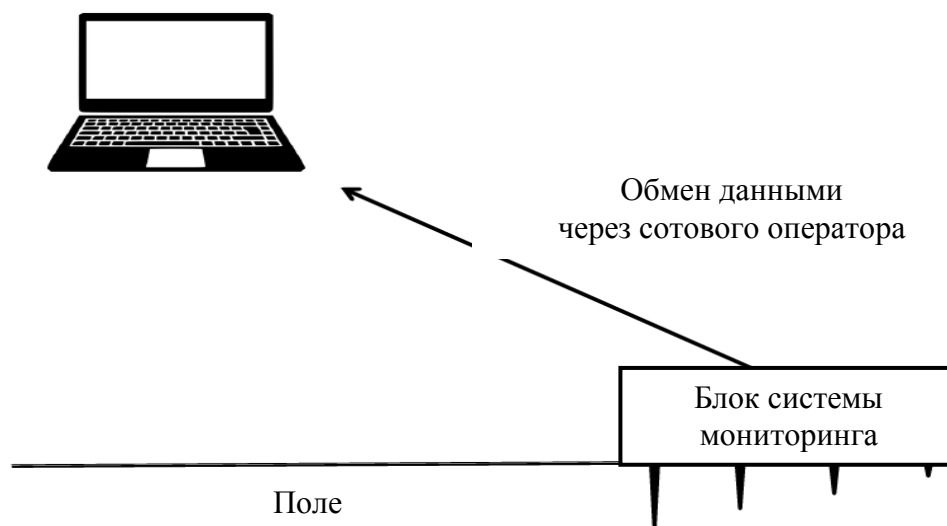 Обмен данными
через сотового оператора
Блок системы
мониторинга
Поле